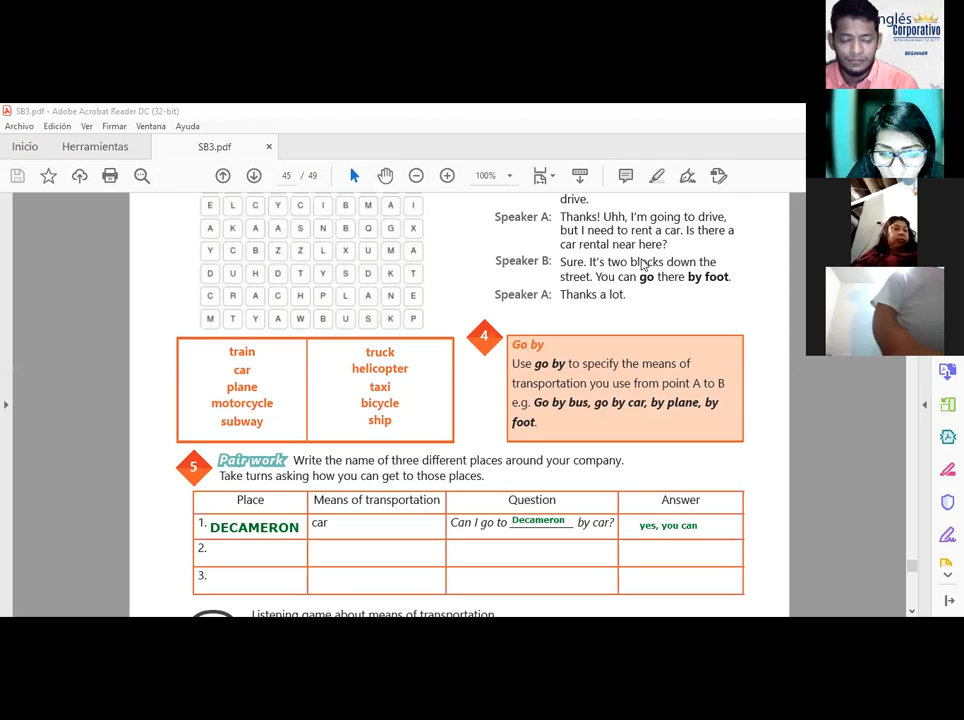 Inglés
Corporativo
BEGINNER
SB3.pdf - Adobe Acrobat Reader DC (32-bit)
Archivo Edición Ver Firmar Ventana Ayuda
Inicio Herramientas SB3.pdf ×
45 / 49 100%
E L C Y C I B M A I
A K A A S N B Q G X
Y C B Z Z L X U M A
D U H D T Y S D K T
C R A C H P L A N E
M T Y A W B U S K P
drive.
Speaker A: Thanks! Uhh, I'm going to drive,
but I need to rent a car. Is there a
car rental near here?
Speaker B: Sure. It's two blocks down the
street. You can go there by foot.
Speaker A: Thanks a lot.
train truck
car helicopter
plane taxi
motorcycle bicycle
subway ship
4
Go by
Use go by to specify the means of
transportation you use from point A to B
e.g. Go by bus, go by car, by plane, by
foot.
5 Pair work Write the name of three different places around your company.
Take turns asking how you can get to those places.
Place Means of transportation Question Answer
1. DECAMERON car Can I go to Decameron by car? yes, you can
2.
3.
Listening game about means of transportation